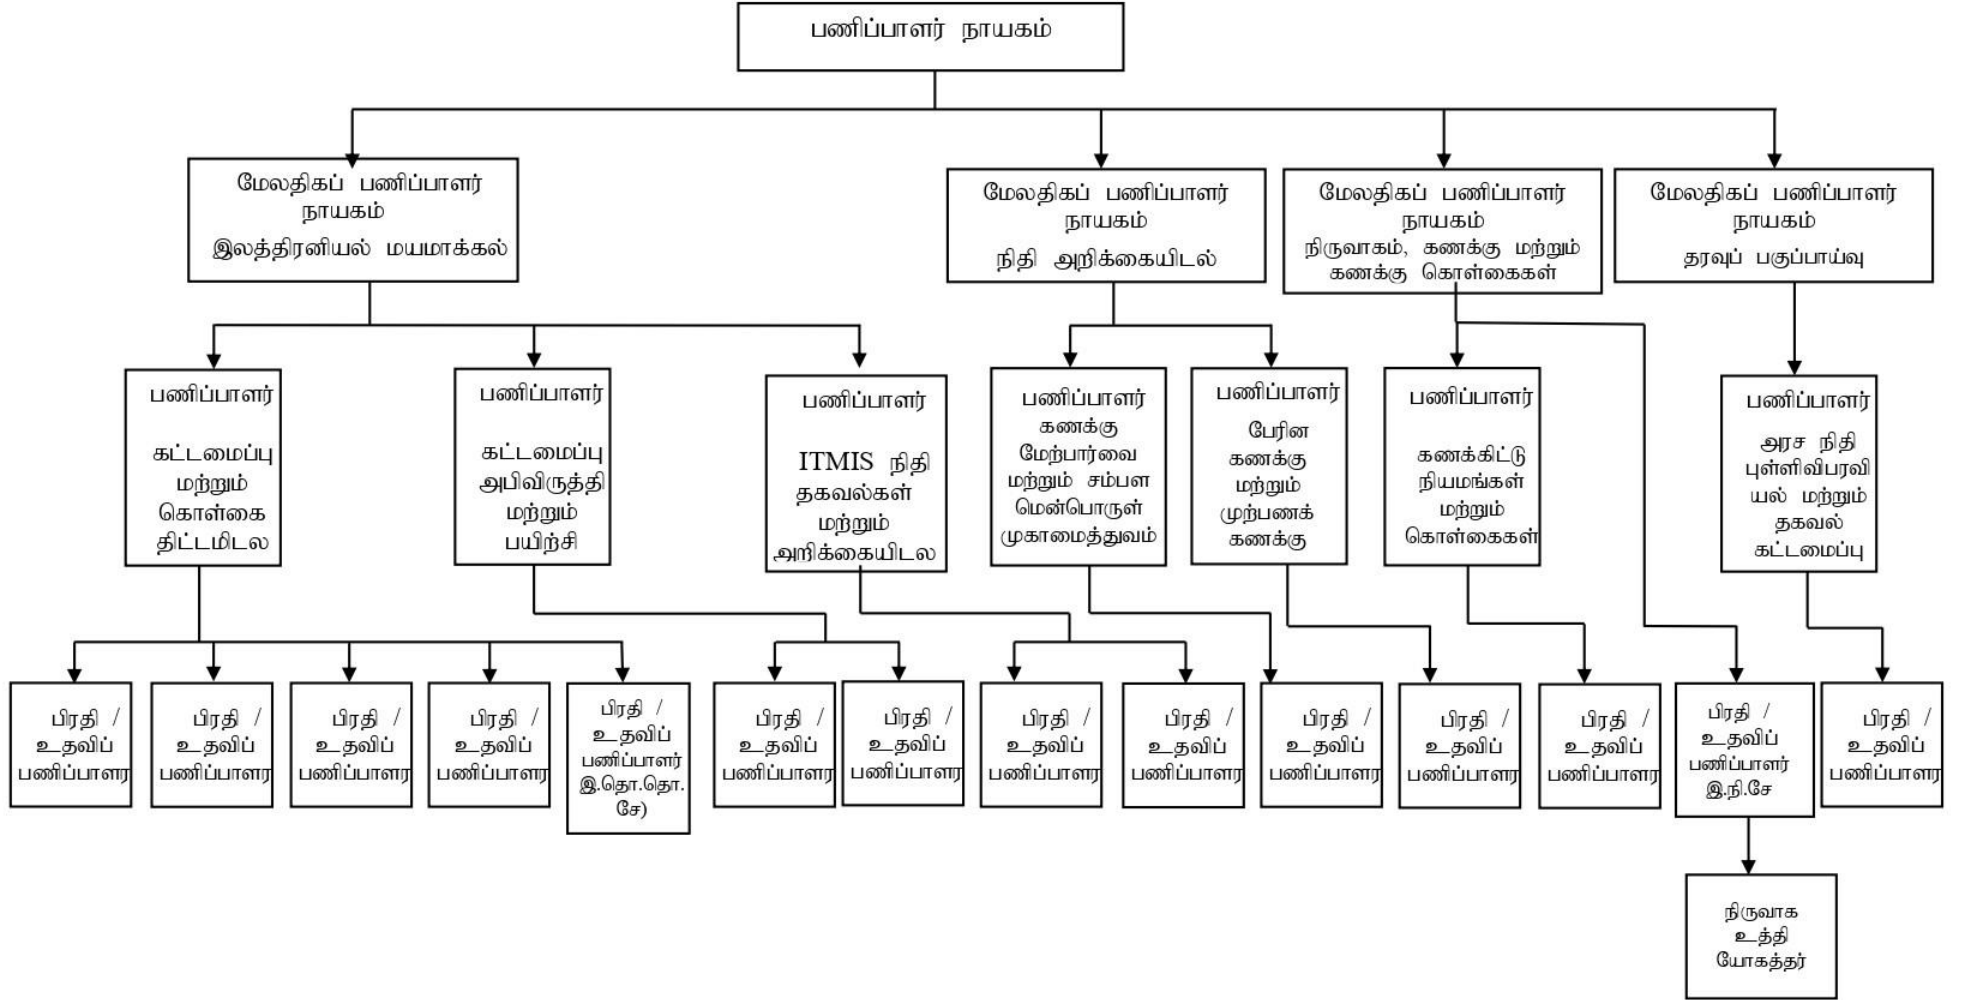 பணிப்பாளர் நாயகம்
மேலதிகப் பணிப்பாளர்
நாயகம்
இலத்திரனியல் மயமாக்கல்
மேலதிகப் பணிப்பாளர்
நாயகம்
நிதி அறிக்கையிடல்
மேலதிகப் பணிப்பாளர்
நாயகம்
நிருவாகம், கணக்கு மற்றும்
கணக்கு கொள்கைகள்
மேலதிகப் பணிப்பாளர்
நாயகம்
தரவுப் பகுப்பாய்வு
பணிப்பாளர்
கட்டமைப்பு
மற்றும்
கொள்கை
திட்டமிடல
பணிப்பாளர்
கட்டமைப்பு
அபிவிருத்தி
மற்றும்
பயிற்சி
பணிப்பாளர்
ITMIS நிதி
தகவல்கள்
மற்றும்
அறிக்கையிடல
பணிப்பாளர்
கணக்கு
மேற்பார்வை
மற்றும் சம்பள
மென்பொருள்
முகாமைத்துவம்
பணிப்பாளர்
பேரின
கணக்கு
மற்றும்
முற்பணக்
கணக்கு
பணிப்பாளர்
கணக்கிட்டு
நியமங்கள்
மற்றும்
கொள்கைகள்
பணிப்பாளர்
அரச நிதி
புள்ளிவிபரவி
யல் மற்றும்
தகவல்
கட்டமைப்பு
பிரதி /
உதவிப்
பணிப்பாளர
பிரதி /
உதவிப்
பணிப்பாளர
பிரதி /
உதவிப்
பணிப்பாளர
பிரதி /
உதவிப்
பணிப்பாளர
பிரதி /
உதவிப்
பணிப்பாளர்
இ.தொ.தொ.
சே)
பிரதி /
உதவிப்
பணிப்பாளர
பிரதி /
உதவிப்
பணிப்பாளர
பிரதி /
உதவிப்
பணிப்பாளர
பிரதி /
உதவிப்
பணிப்பாளர
பிரதி /
உதவிப்
பணிப்பாளர
பிரதி /
உதவிப்
பணிப்பாளர
பிரதி /
உதவிப்
பணிப்பாளர
பிரதி /
உதவிப்
பணிப்பாளர்
இ.நி.சே
பிரதி /
உதவிப்
பணிப்பாளர
நிருவாக
உத்தி
யோகத்தர்